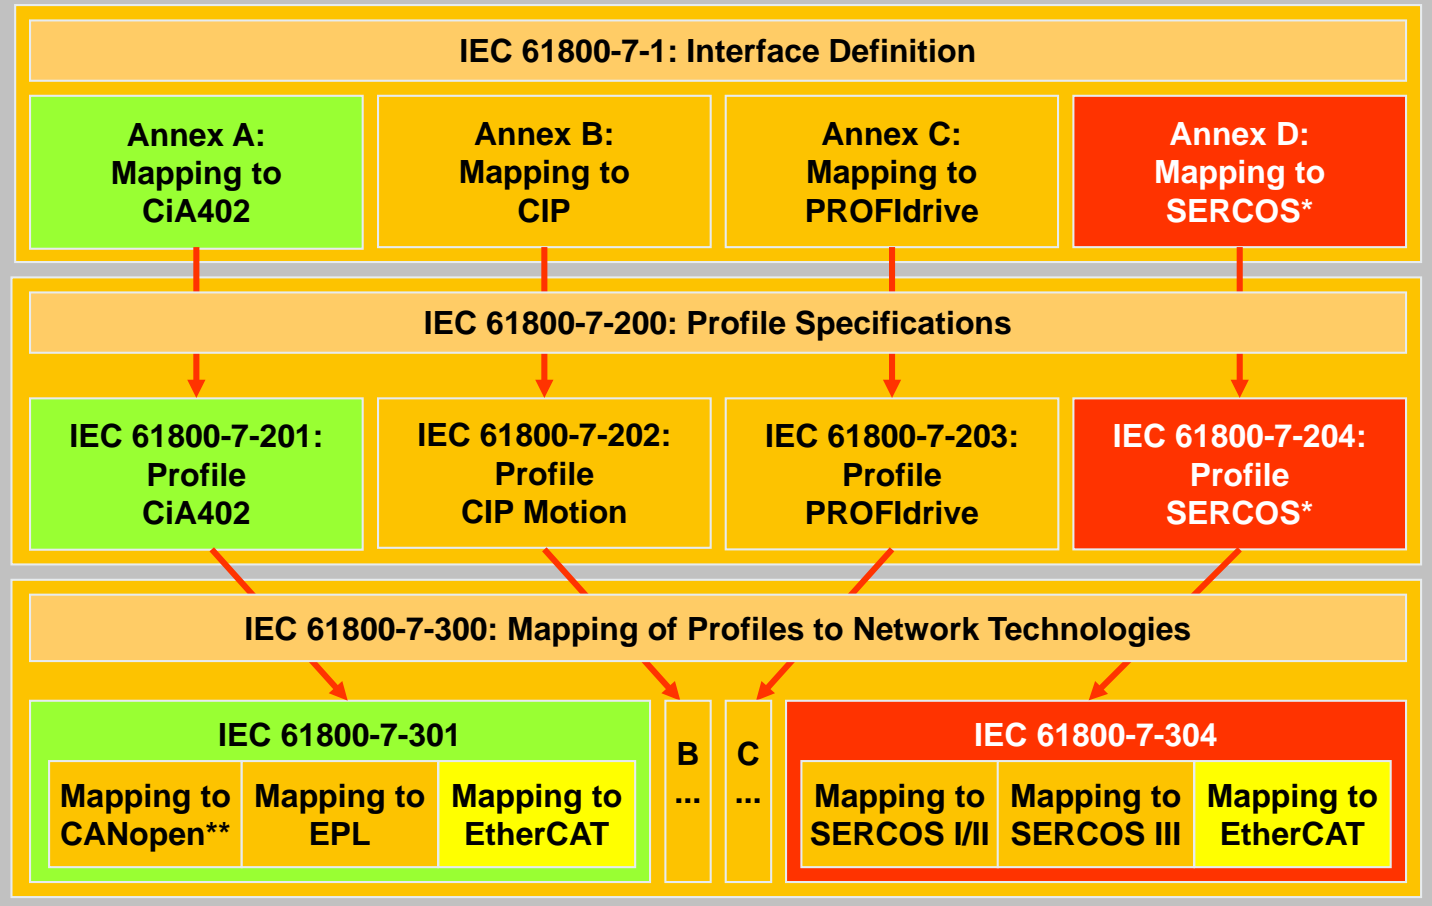 IEC 61800-7-1: Interface Definition
Annex A:
Mapping to
CiA402
Annex B:
Mapping to
CIP
Annex C:
Mapping to
PROFIdrive
Annex D:
Mapping to
SERCOS*
IEC 61800-7-200: Profile Specifications
IEC 61800-7-201:
Profile
CiA402
IEC 61800-7-202:
Profile
CIP Motion
IEC 61800-7-203:
Profile
PROFIdrive
IEC 61800-7-204:
Profile
SERCOS*
IEC 61800-7-300: Mapping of Profiles to Network Technologies
IEC 61800-7-301
Mapping to
CANopen**
Mapping to
EPL
Mapping to
EtherCAT
B
...
C
...
IEC 61800-7-304
Mapping to
SERCOS I/II
Mapping to
SERCOS III
Mapping to
EtherCAT